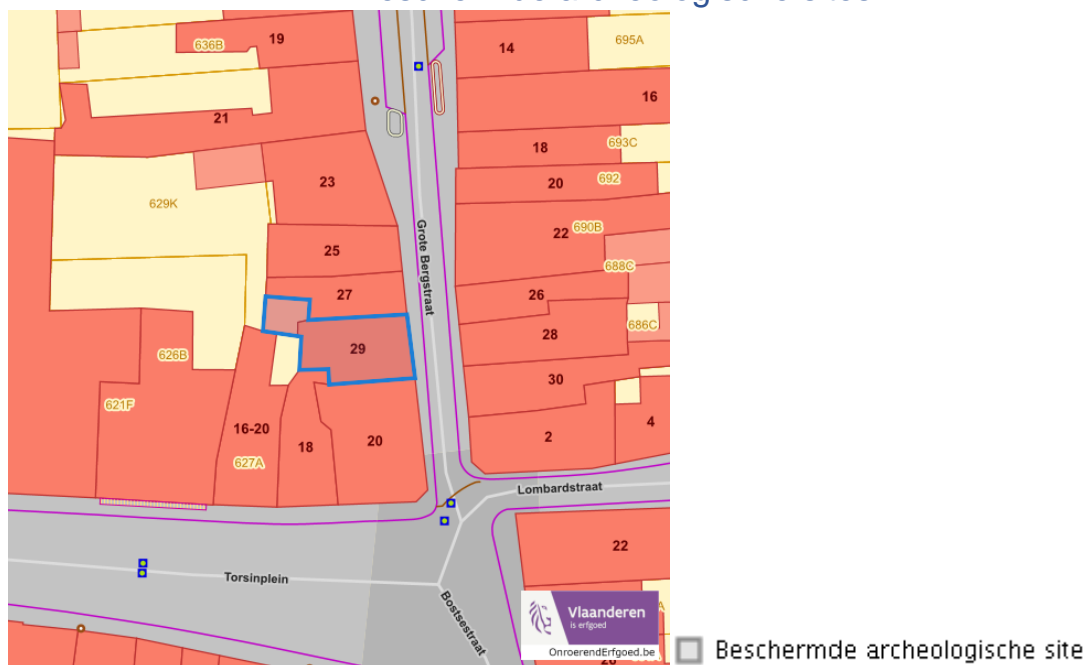 636B
19
14
695A
16
21
18
693C
23
20
692
629K
22
690B
Grote Bergstraat
25
688C
27
26
28
686C
29
626B
30
621F
16-20
627A
18
20
2
4
Lombardstraat
22
Torsinplein
Bostsestraat
Vlaanderen
is erfgoed
OnroerendErfgoed.be
Beschermde archeologische site